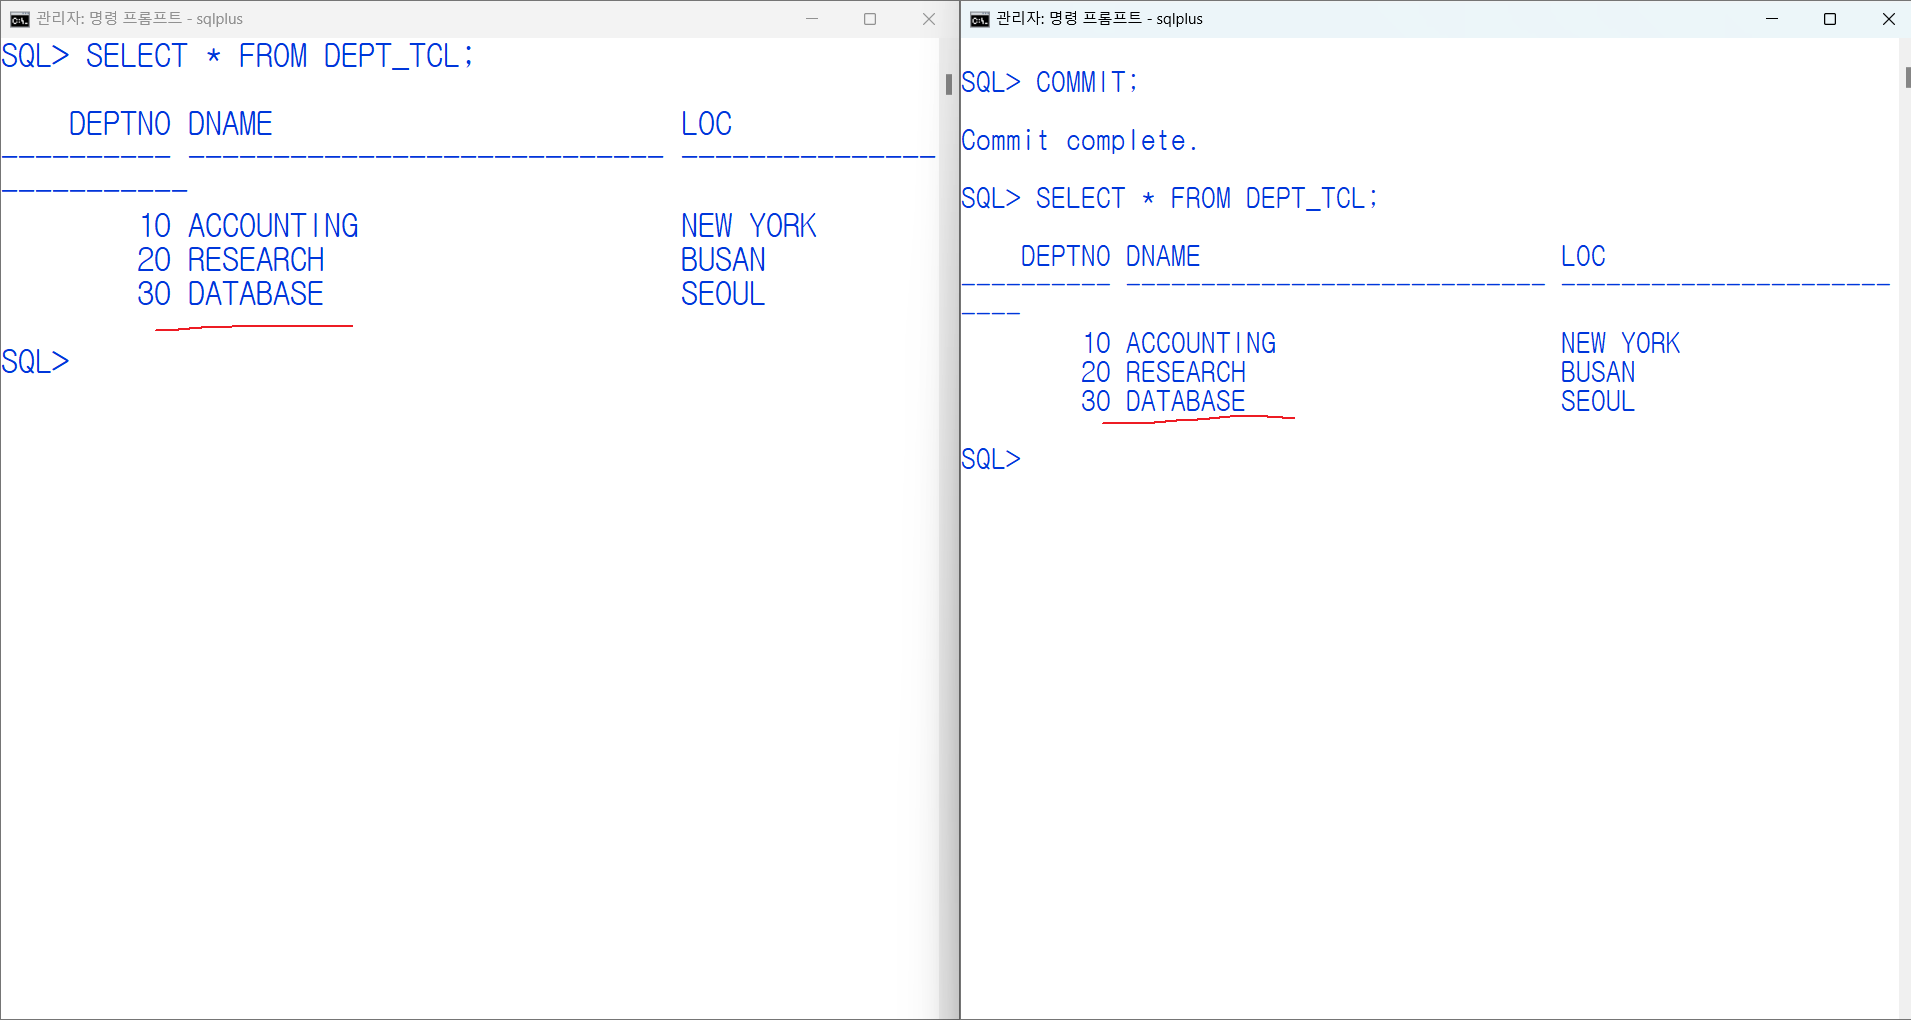 관리자: 명령 프롬프트 - sqlplus
SQL> SELECT * FROM DEPT_TCL;
    DEPTNO DNAME                        LOC
---------- ---------------------------- ---------------
-----------
        10 ACCOUNTING                   NEW YORK
        20 RESEARCH                     BUSAN
        30 DATABASE                     SEOUL
SQL>
관리자: 명령 프롬프트 - sqlplus
SQL> COMMIT;
Commit complete.
SQL> SELECT * FROM DEPT_TCL;
    DEPTNO DNAME                        LOC
---------- ---------------------------- ----------------------
----
        10 ACCOUNTING                   NEW YORK
        20 RESEARCH                     BUSAN
        30 DATABASE                     SEOUL
SQL>